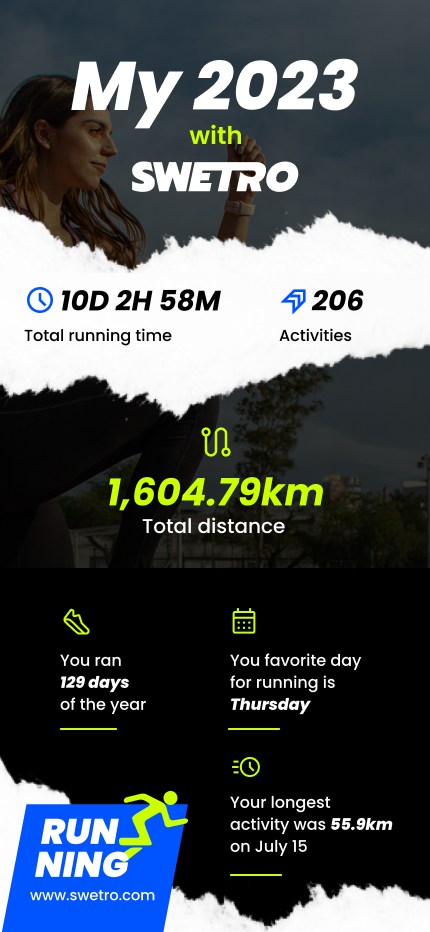 My 2023
with
SWETRO
10D 2H 58M
Total running time
206
Activities
1,604.79km
Total distance
You ran
129 days
of the year
You favorite day
for running is
Thursday
Your longest
activity was 55.9km
on July 15
RUN
NING
www.swetro.com